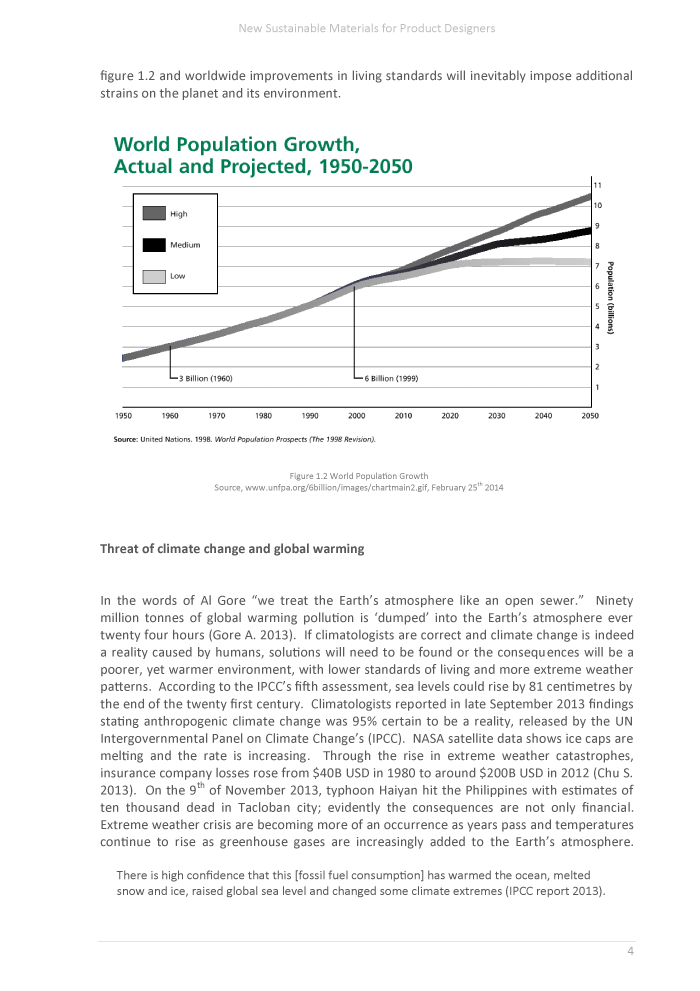 New Sustainable Materials for Product Designers
figure 1.2 and worldwide improvements in living standards will inevitably impose additional
strains on the planet and its environment.
World Population Growth,
Actual and Projected, 1950-2050
High
Medium
Low
11
10
9
8
7
6
5
4
3
2
1
Population (billions)
3 Billion (1960)
6 Billion (1999)
1950 1960 1970 1980 1990 2000 2010 2020 2030 2040 2050
Source: United Nations. 1998. World Population Prospects (The 1998 Revision).
Figure 1.2 World Population Growth
Source, www.unfpa.org/6billion/images/chartmain2.gif, February 25th 2014
Threat of climate change and global warming
In the words of Al Gore “we treat the Earth’s atmosphere like an open sewer.” Ninety
million tonnes of global warming pollution is ‘dumped’ into the Earth’s atmosphere ever
twenty four hours (Gore A. 2013). If climatologists are correct and climate change is indeed
a reality caused by humans, solutions will need to be found or the consequences will be a
poorer, yet warmer environment, with lower standards of living and more extreme weather
patterns. According to the IPCC’s fifth assessment, sea levels could rise by 81 centimetres by
the end of the twenty first century. Climatologists reported in late September 2013 findings
stating anthropogenic climate change was 95% certain to be a reality, released by the UN
Intergovernmental Panel on Climate Change’s (IPCC). NASA satellite data shows ice caps are
melting and the rate is increasing. Through the rise in extreme weather catastrophes,
insurance company losses rose from $40B USD in 1980 to around $200B USD in 2012 (Chu S.
2013). On the 9th of November 2013, typhoon Haiyan hit the Philippines with estimates of
ten thousand dead in Tacloban city; evidently the consequences are not only financial.
Extreme weather crisis are becoming more of an occurrence as years pass and temperatures
continue to rise as greenhouse gases are increasingly added to the Earth’s atmosphere.
There is high confidence that this [fossil fuel consumption] has warmed the ocean, melted
snow and ice, raised global sea level and changed some climate extremes (IPCC report 2013).
4